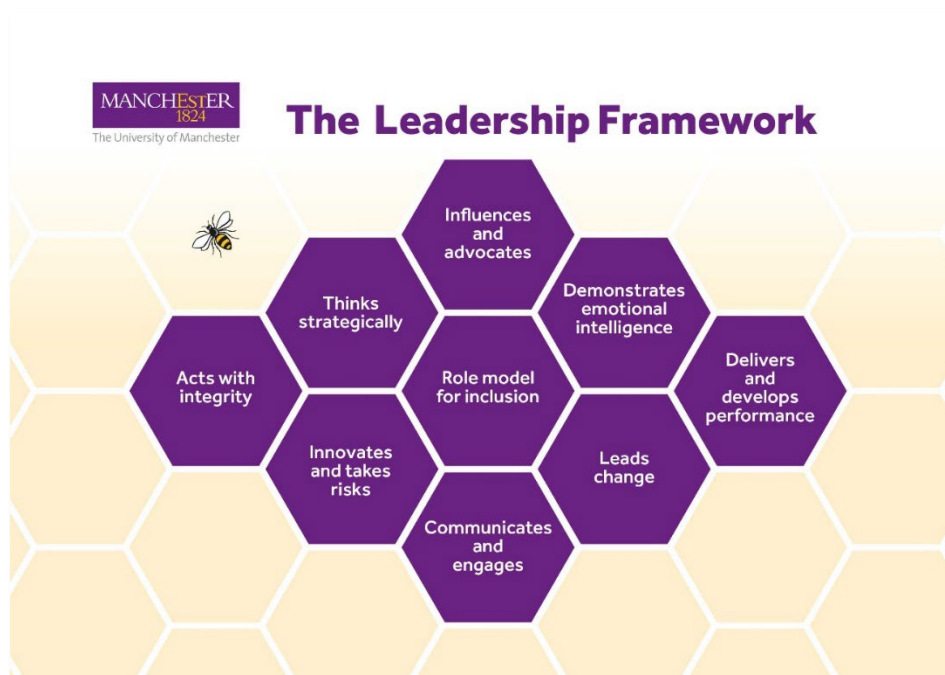 MANCHESTER
1824
The University of Manchester
The Leadership Framework
Influences
and
advocates
Thinks
strategically
Demonstrates
emotional
intelligence
Acts with
integrity
Role model
for inclusion
Delivers
and
develops
performance
Innovates
and takes
risks
Leads
change
Communicates
and
engages